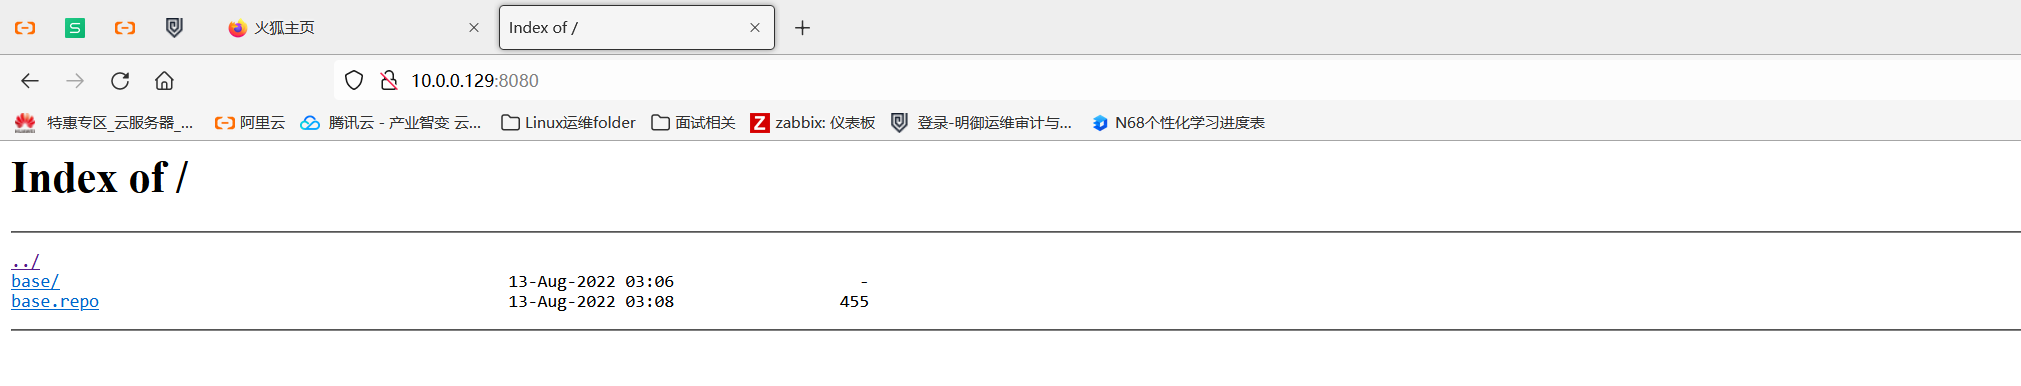 火狐主页 Index of /
10.0.0.129:8080
HUAWEI 特惠专区_云服务器_... 阿里云 腾讯云 - 产业智变 云... Linux运维folder 面试相关 Z zabbix: 仪表板 登录-明御运维审计与... N68个性化学习进度表
Index of /
../
base/ 13-Aug-2022 03:06 -
base.repo 13-Aug-2022 03:08 455